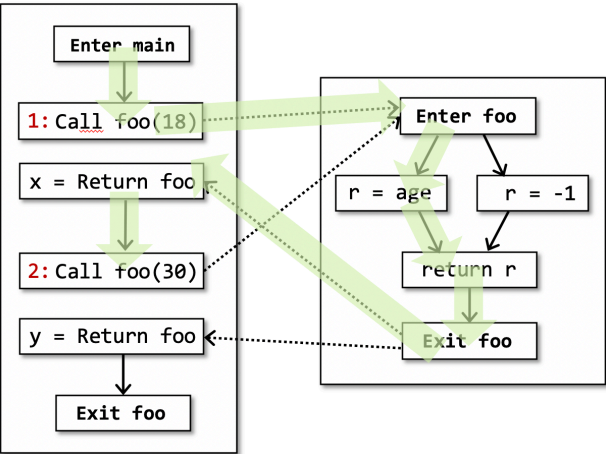 Enter main
1: Call foo(18)
x = Return foo
2: Call foo(30)
y = Return foo
Exit foo
Enter foo
r = age
r = -1
return r
Exit foo